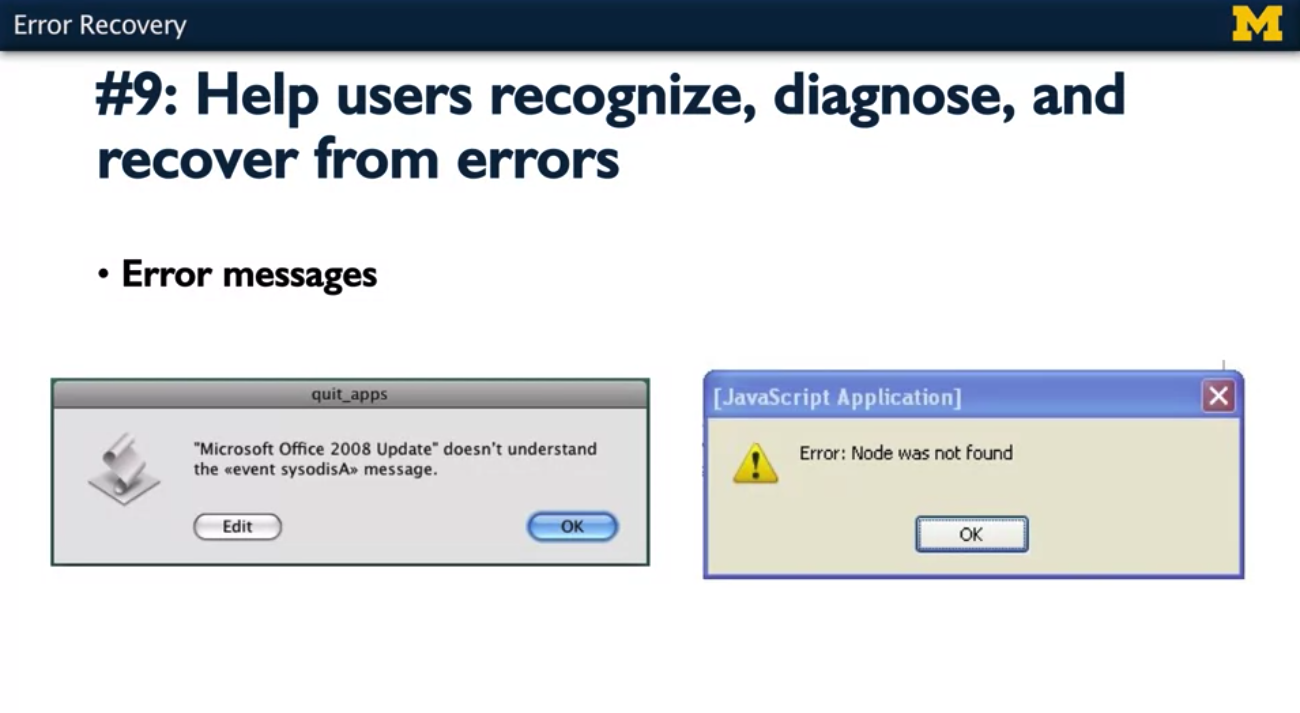 Error Recovery
M
#9: Help users recognize, diagnose, and
recover from errors
• Error messages
quit_apps
"Microsoft Office 2008 Update" doesn't understand
the «event sysodisA» message.
Edit
OK
[JavaScript Application]
Error: Node was not found
OK